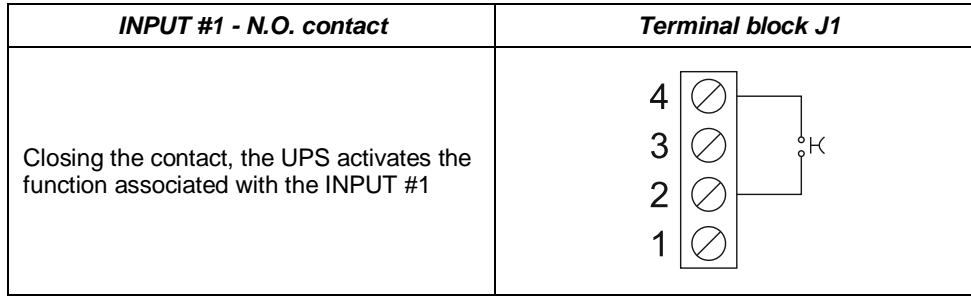 INPUT #1 - N.O. contact
Terminal block J1
Closing the contact, the UPS activates the
function associated with the INPUT #1
4
3
2
1